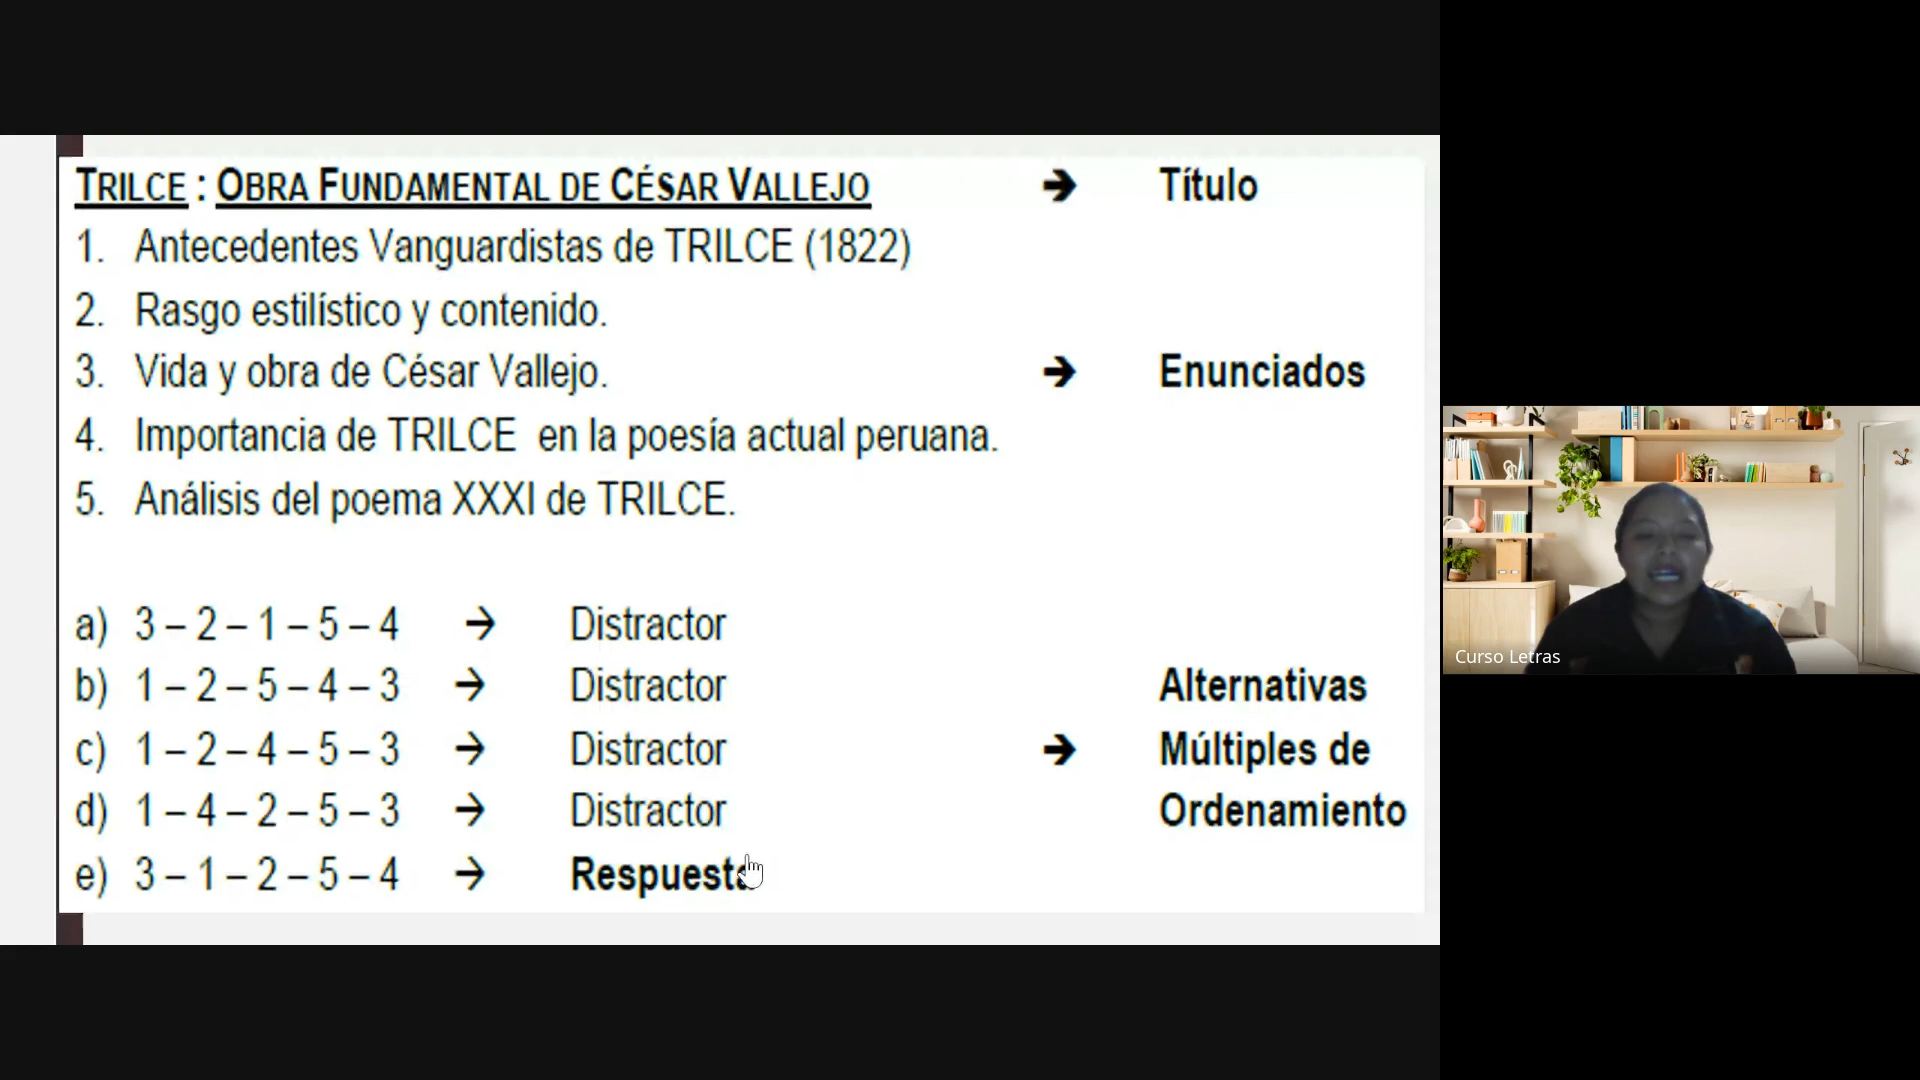 TRILCE : OBRA FUNDAMENTAL DE CÉSAR VALLEJO → Título
1. Antecedentes Vanguardistas de TRILCE (1822)
2. Rasgo estilístico y contenido.
3. Vida y obra de César Vallejo. → Enunciados
4. Importancia de TRILCE en la poesía actual peruana.
5. Análisis del poema XXXI de TRILCE.
a) 3 – 2 – 1 – 5 – 4 → Distractor
b) 1 – 2 – 5 – 4 – 3 → Distractor Alternativas
c) 1 – 2 – 4 – 5 – 3 → Distractor → Múltiples de
d) 1 – 4 – 2 – 5 – 3 → Distractor Ordenamiento
e) 3 – 1 – 2 – 5 – 4 → Respuesta
Curso Letras